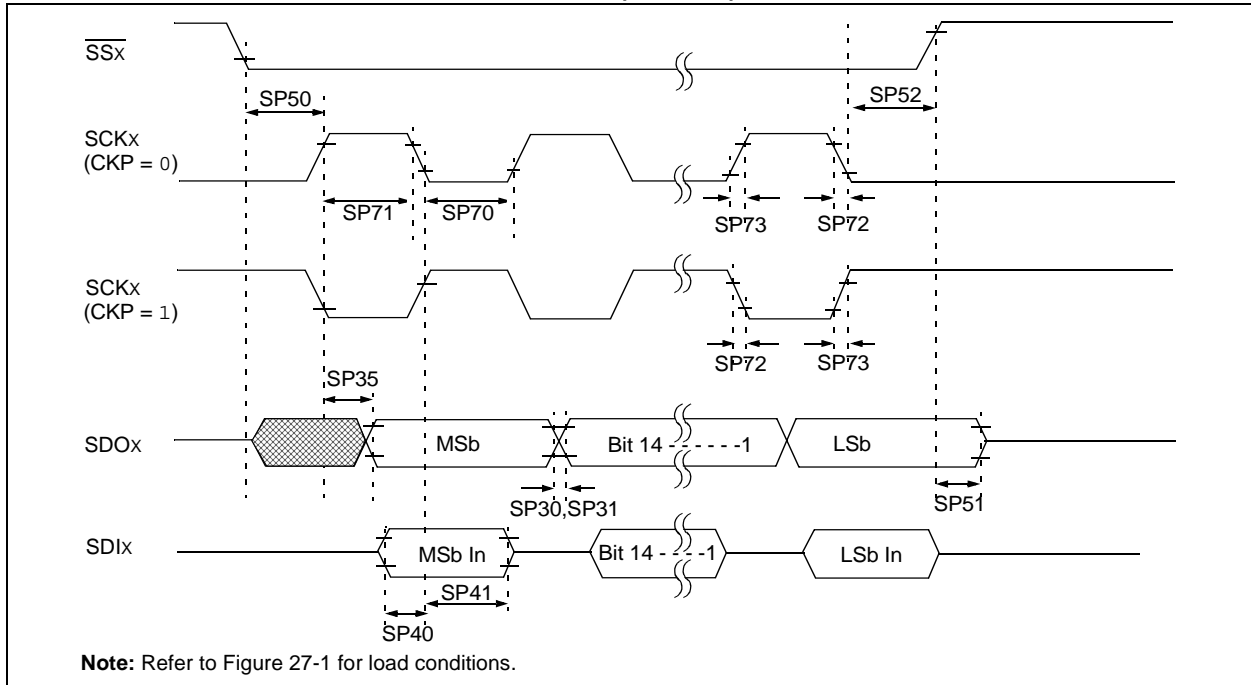 SSx
SP50
SP52
SCKx
(CKP = 0)
SP71
SP70
SP73
SP72
SCKx
(CKP = 1)
SP72
SP73
SP35
SDOx
MSb
Bit 14 - - - - - -1
LSb
SP30,SP31
SP51
SDIx
MSb In
Bit 14 - - - -1
LSb In
SP41
SP40
Note: Refer to Figure 27-1 for load conditions.